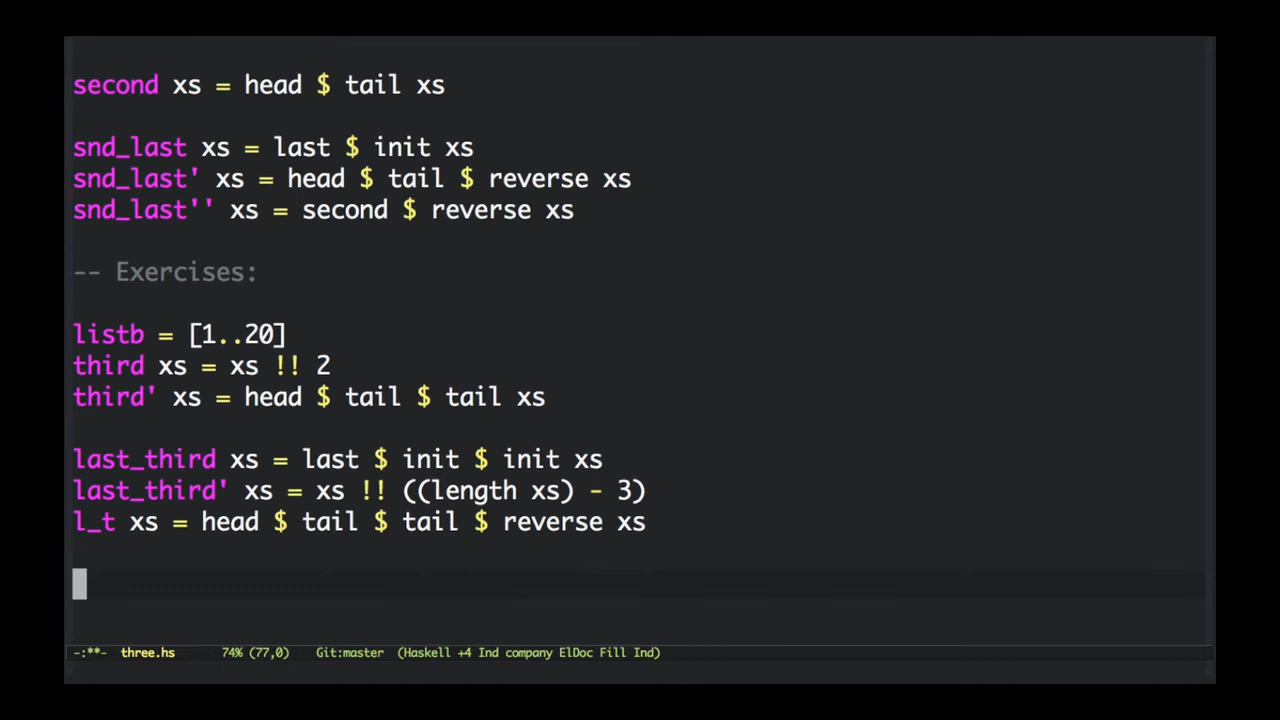 second xs = head $ tail xs
snd_last xs = last $ init xs
snd_last' xs = head $ tail $ reverse xs
snd_last'' xs = second $ reverse xs
-- Exercises:
listb = [1..20]
third xs = xs !! 2
third' xs = head $ tail $ tail xs
last_third xs = last $ init $ init xs
last_third' xs = xs !! ((length xs) - 3)
l_t xs = head $ tail $ tail $ reverse xs
-:**- three.hs 74% (77,0) Git:master (Haskell +4 Ind company ElDoc Fill Ind)